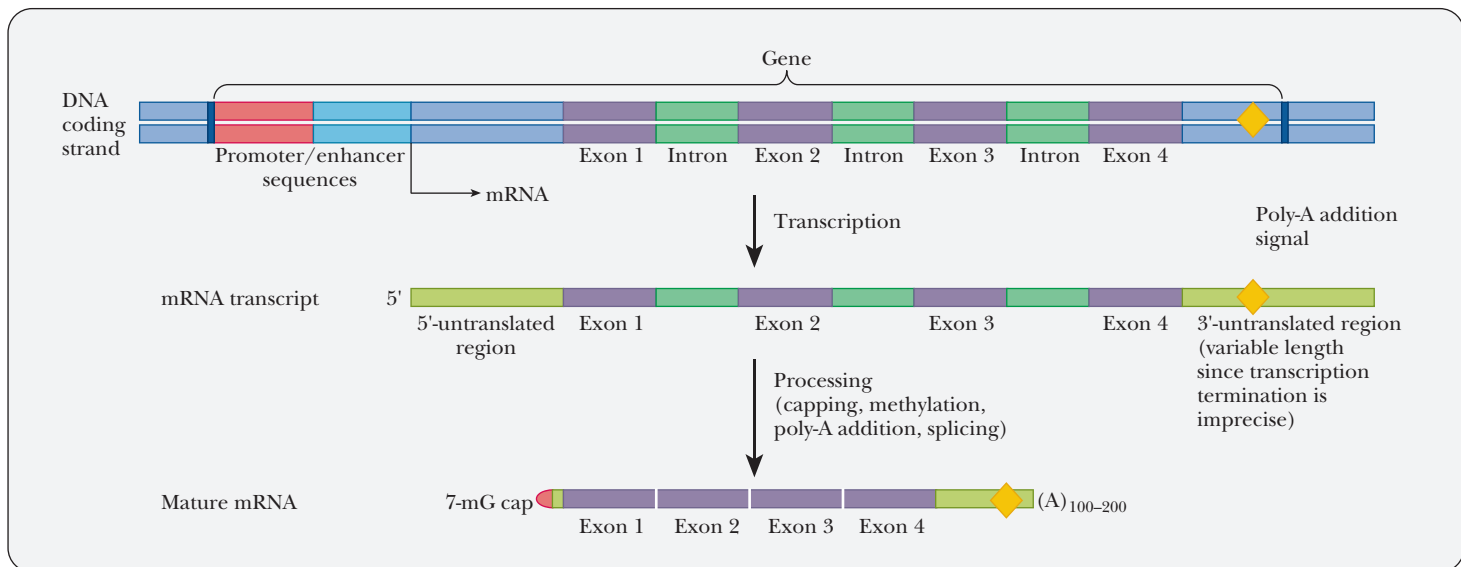 Gene
DNA
coding
strand
Promoter/enhancer
sequences
Exon 1
Intron
Exon 2
Intron
Exon 3
Intron
Exon 4
mRNA
Transcription
Poly-A addition
signal
mRNA transcript
5'
5'-untranslated
region
Exon 1
Exon 2
Exon 3
Exon 4
3'-untranslated region
(variable length
since transcription
termination is
imprecise)
Processing
(capping, methylation,
poly-A addition, splicing)
Mature mRNA
7-mG cap
(A)100–200
Exon 1
Exon 2
Exon 3
Exon 4